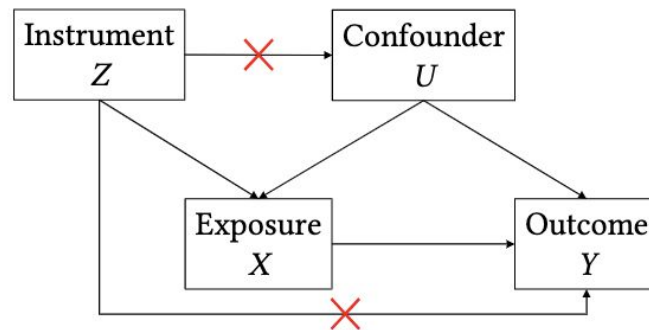 Instrument
Z
Confounder
U
Exposure
X
Outcome
Y